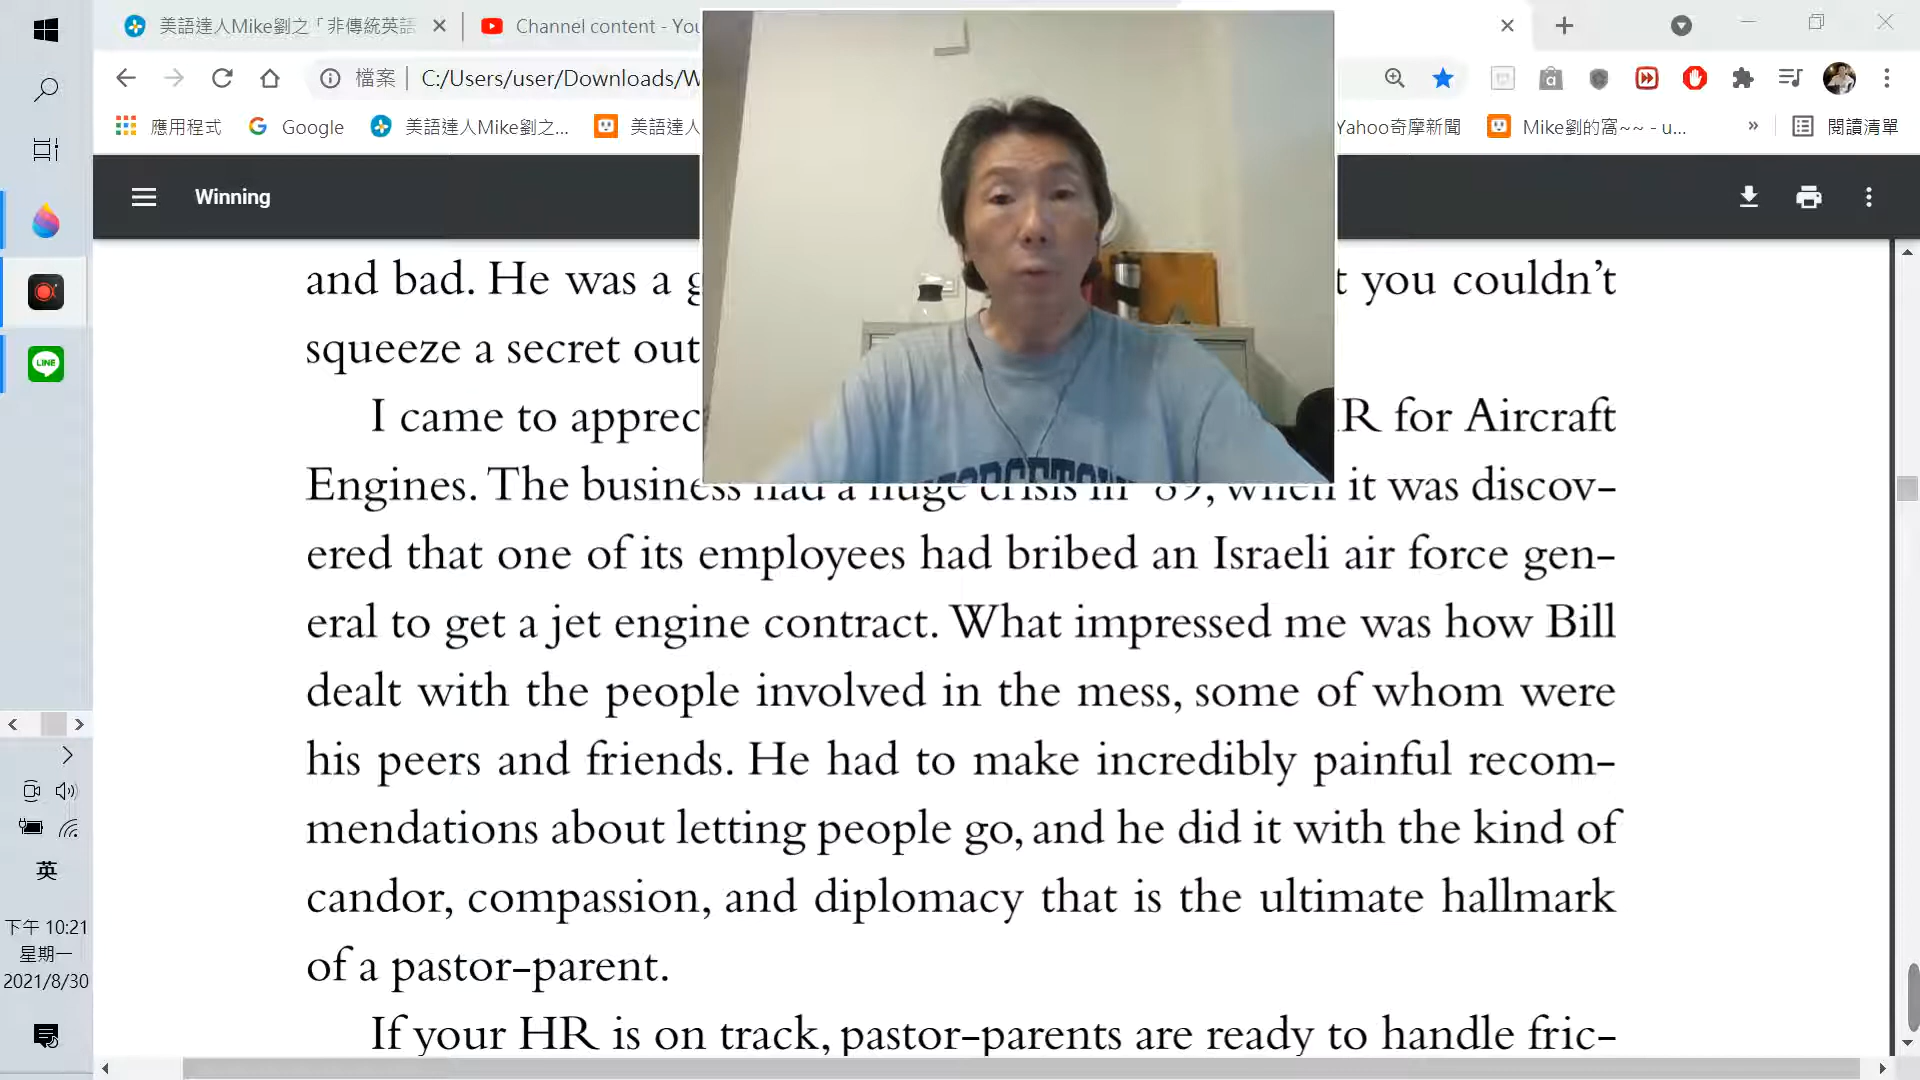 美語達人Mike劉之「非傳統英語
Channel content - You
檔案
C:/Users/user/Downloads/W
應用程式
Google
美語達人Mike劉之...
美語達人
Yahoo奇摩新聞
Mike劉的窩~~ - u...
»
閱讀清單
Winning
and bad. He was a g t you couldn’t
squeeze a secret out
I came to apprec R for Aircraft
Engines. The business had a huge crisis in ’89, when it was discov-
ered that one of its employees had bribed an Israeli air force gen-
eral to get a jet engine contract. What impressed me was how Bill
dealt with the people involved in the mess, some of whom were
his peers and friends. He had to make incredibly painful recom-
mendations about letting people go, and he did it with the kind of
candor, compassion, and diplomacy that is the ultimate hallmark
of a pastor-parent.
If your HR is on track, pastor-parents are ready to handle fric-
GEORGETOWN
LINE
英
下午 10:21
星期一
2021/8/30